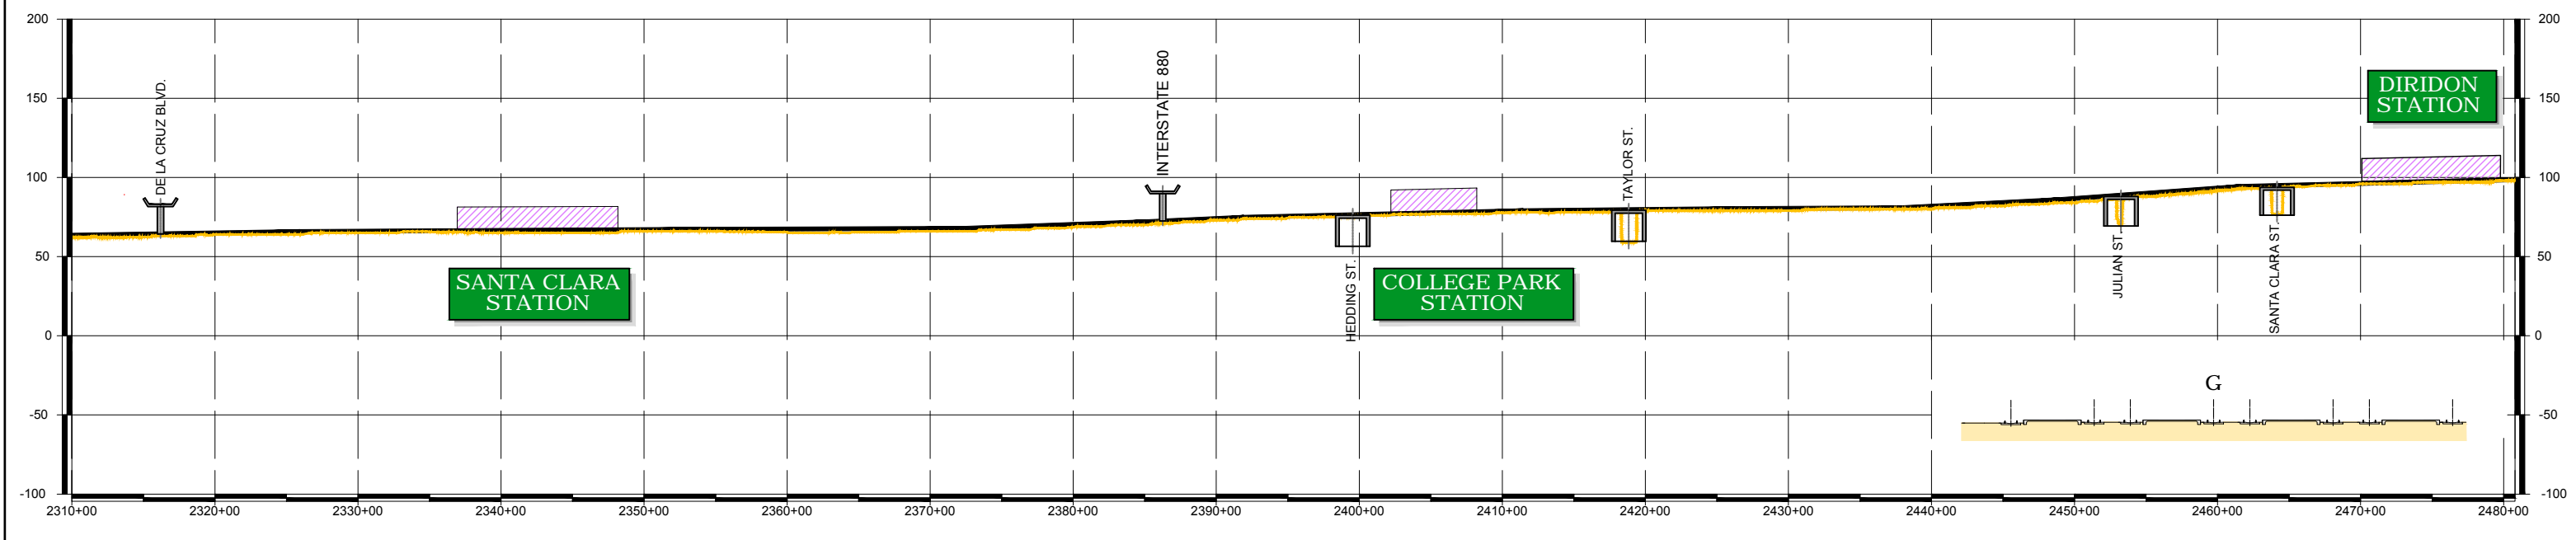 200
150
100
50
0
-50
-100
DE LA CRUZ BLVD.
SANTA CLARA
STATION
INTERSTATE 880
HEDDING ST.
COLLEGE PARK
STATION
TAYLOR ST.
JULIAN ST.
SANTA CLARA ST.
DIRIDON
STATION
G
200
150
100
50
0
-50
-100
2310+00 2320+00 2330+00 2340+00 2350+00 2360+00 2370+00 2380+00 2390+00 2400+00 2410+00 2420+00 2430+00 2440+00 2450+00 2460+00 2470+00 2480+00